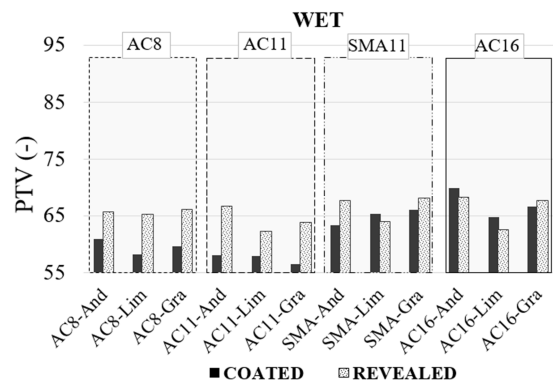 WET
AC8 AC11 SMA11 AC16
95
85
75
65
55
PTV (-)
AC8-And
AC8-Lim
AC8-Gra
AC11-And
AC11-Lim
AC11-Gra
SMA-And
SMA-Lim
SMA-Gra
AC16-And
AC16-Lim
AC16-Gra
COATED REVEALED